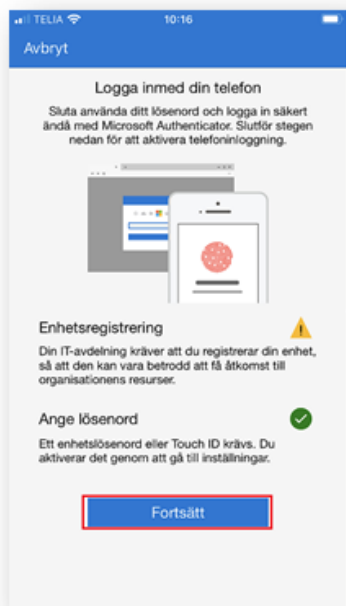 TELIA 10:16
Avbryt
Logga inmed din telefon
Sluta använda ditt lösenord och logga in säkert
ändå med Microsoft Authenticator. Slutför stegen
nedan för att aktivera telefoninloggning.
Enhetsregistrering
Din IT-avdelning kräver att du registrerar din enhet,
så att den kan vara betrodd att få åtkomst till
organisationens resurser.
Ange lösenord
Ett enhetslösenord eller Touch ID krävs. Du
aktiverar det genom att gå till inställningar.
Fortsätt